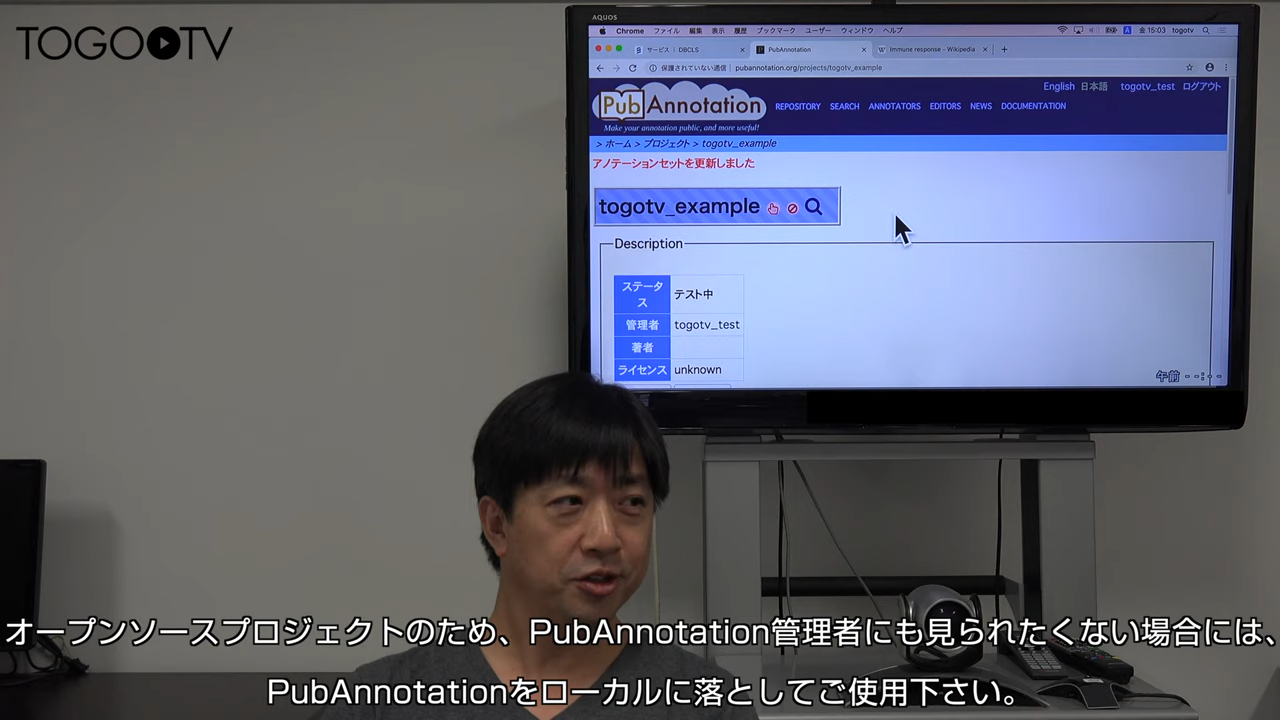 TOGO TV
AQUOS
Chrome ファイル 編集 表示 履歴 ブックマーク ユーザー ウィンドウ ヘルプ 金 15:03 togotv
サービス | DBCLS PubAnnotation Immune response - Wikipedia
保護されていない通信 | pubannotation.org/projects/togotv_example
English 日本語 togotv_test ログアウト
PubAnnotation REPOSITORY SEARCH ANNOTATORS EDITORS NEWS DOCUMENTATION
Make your annotation public, and more useful!
> ホーム > プロジェクト > togotv_example
アノテーションセットを更新しました
togotv_example
Description
ステータス テスト中
管理者 togotv_test
著者
ライセンス unknown
午前 --:--
オープンソースプロジェクトのため、PubAnnotation管理者にも見られたくない場合には、
PubAnnotationをローカルに落としてご使用下さい。